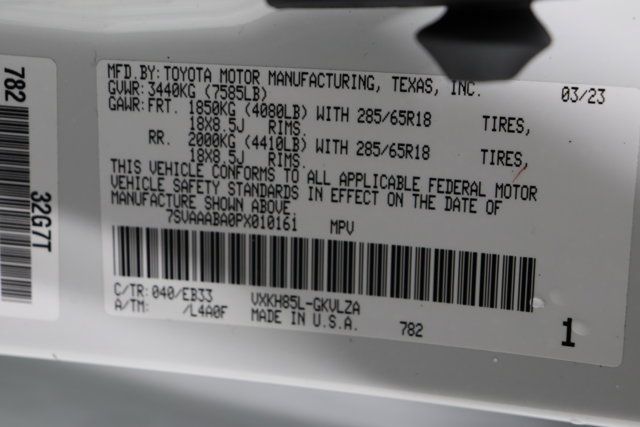 MFD.BY: TOYOTA MOTOR MANUFACTURING, TEXAS, INC. 03/23
GVWR: 3440KG (7585LB)
GAWR: FRT. 1850KG (4080LB) WITH 285/65R18 TIRES,
18X8.5J RIMS.
RR. 2000KG (4410LB) WITH 285/65R18 TIRES,
18X8.5J RIMS.
THIS VEHICLE CONFORMS TO ALL APPLICABLE FEDERAL MOTOR
VEHICLE SAFETY STANDARDS IN EFFECT ON THE DATE OF
MANUFACTURE SHOWN ABOVE.
7SVAAABA0PX010161 MPV
C/TR: 040/EB33 VXKH85L-GKVLZA
A/TM: /L4A0F MADE IN U.S.A. 782
1
782 32G7T